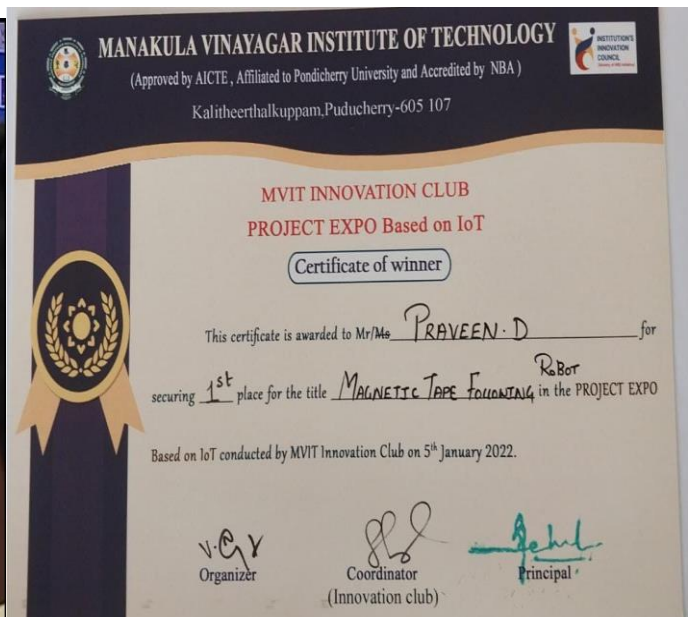 MANAKULA VINAYAGAR INSTITUTE OF TECHNOLOGY
(Approved by AICTE , Affiliated to Pondicherry University and Accredited by NBA )
Kalitheerthalkuppam,Puducherry-605 107
INSTITUTION'S
INNOVATION
COUNCIL
MVIT INNOVATION CLUB
PROJECT EXPO Based on IoT
Certificate of winner
This certificate is awarded to Mr/Ms PRAVEEN. D for
securing 1st place for the title MAGNETIC TAPE FOLLOWING ROBOT in the PROJECT EXPO
Based on IoT conducted by MVIT Innovation Club on 5th January 2022.
Organizer
Coordinator
(Innovation club)
Principal